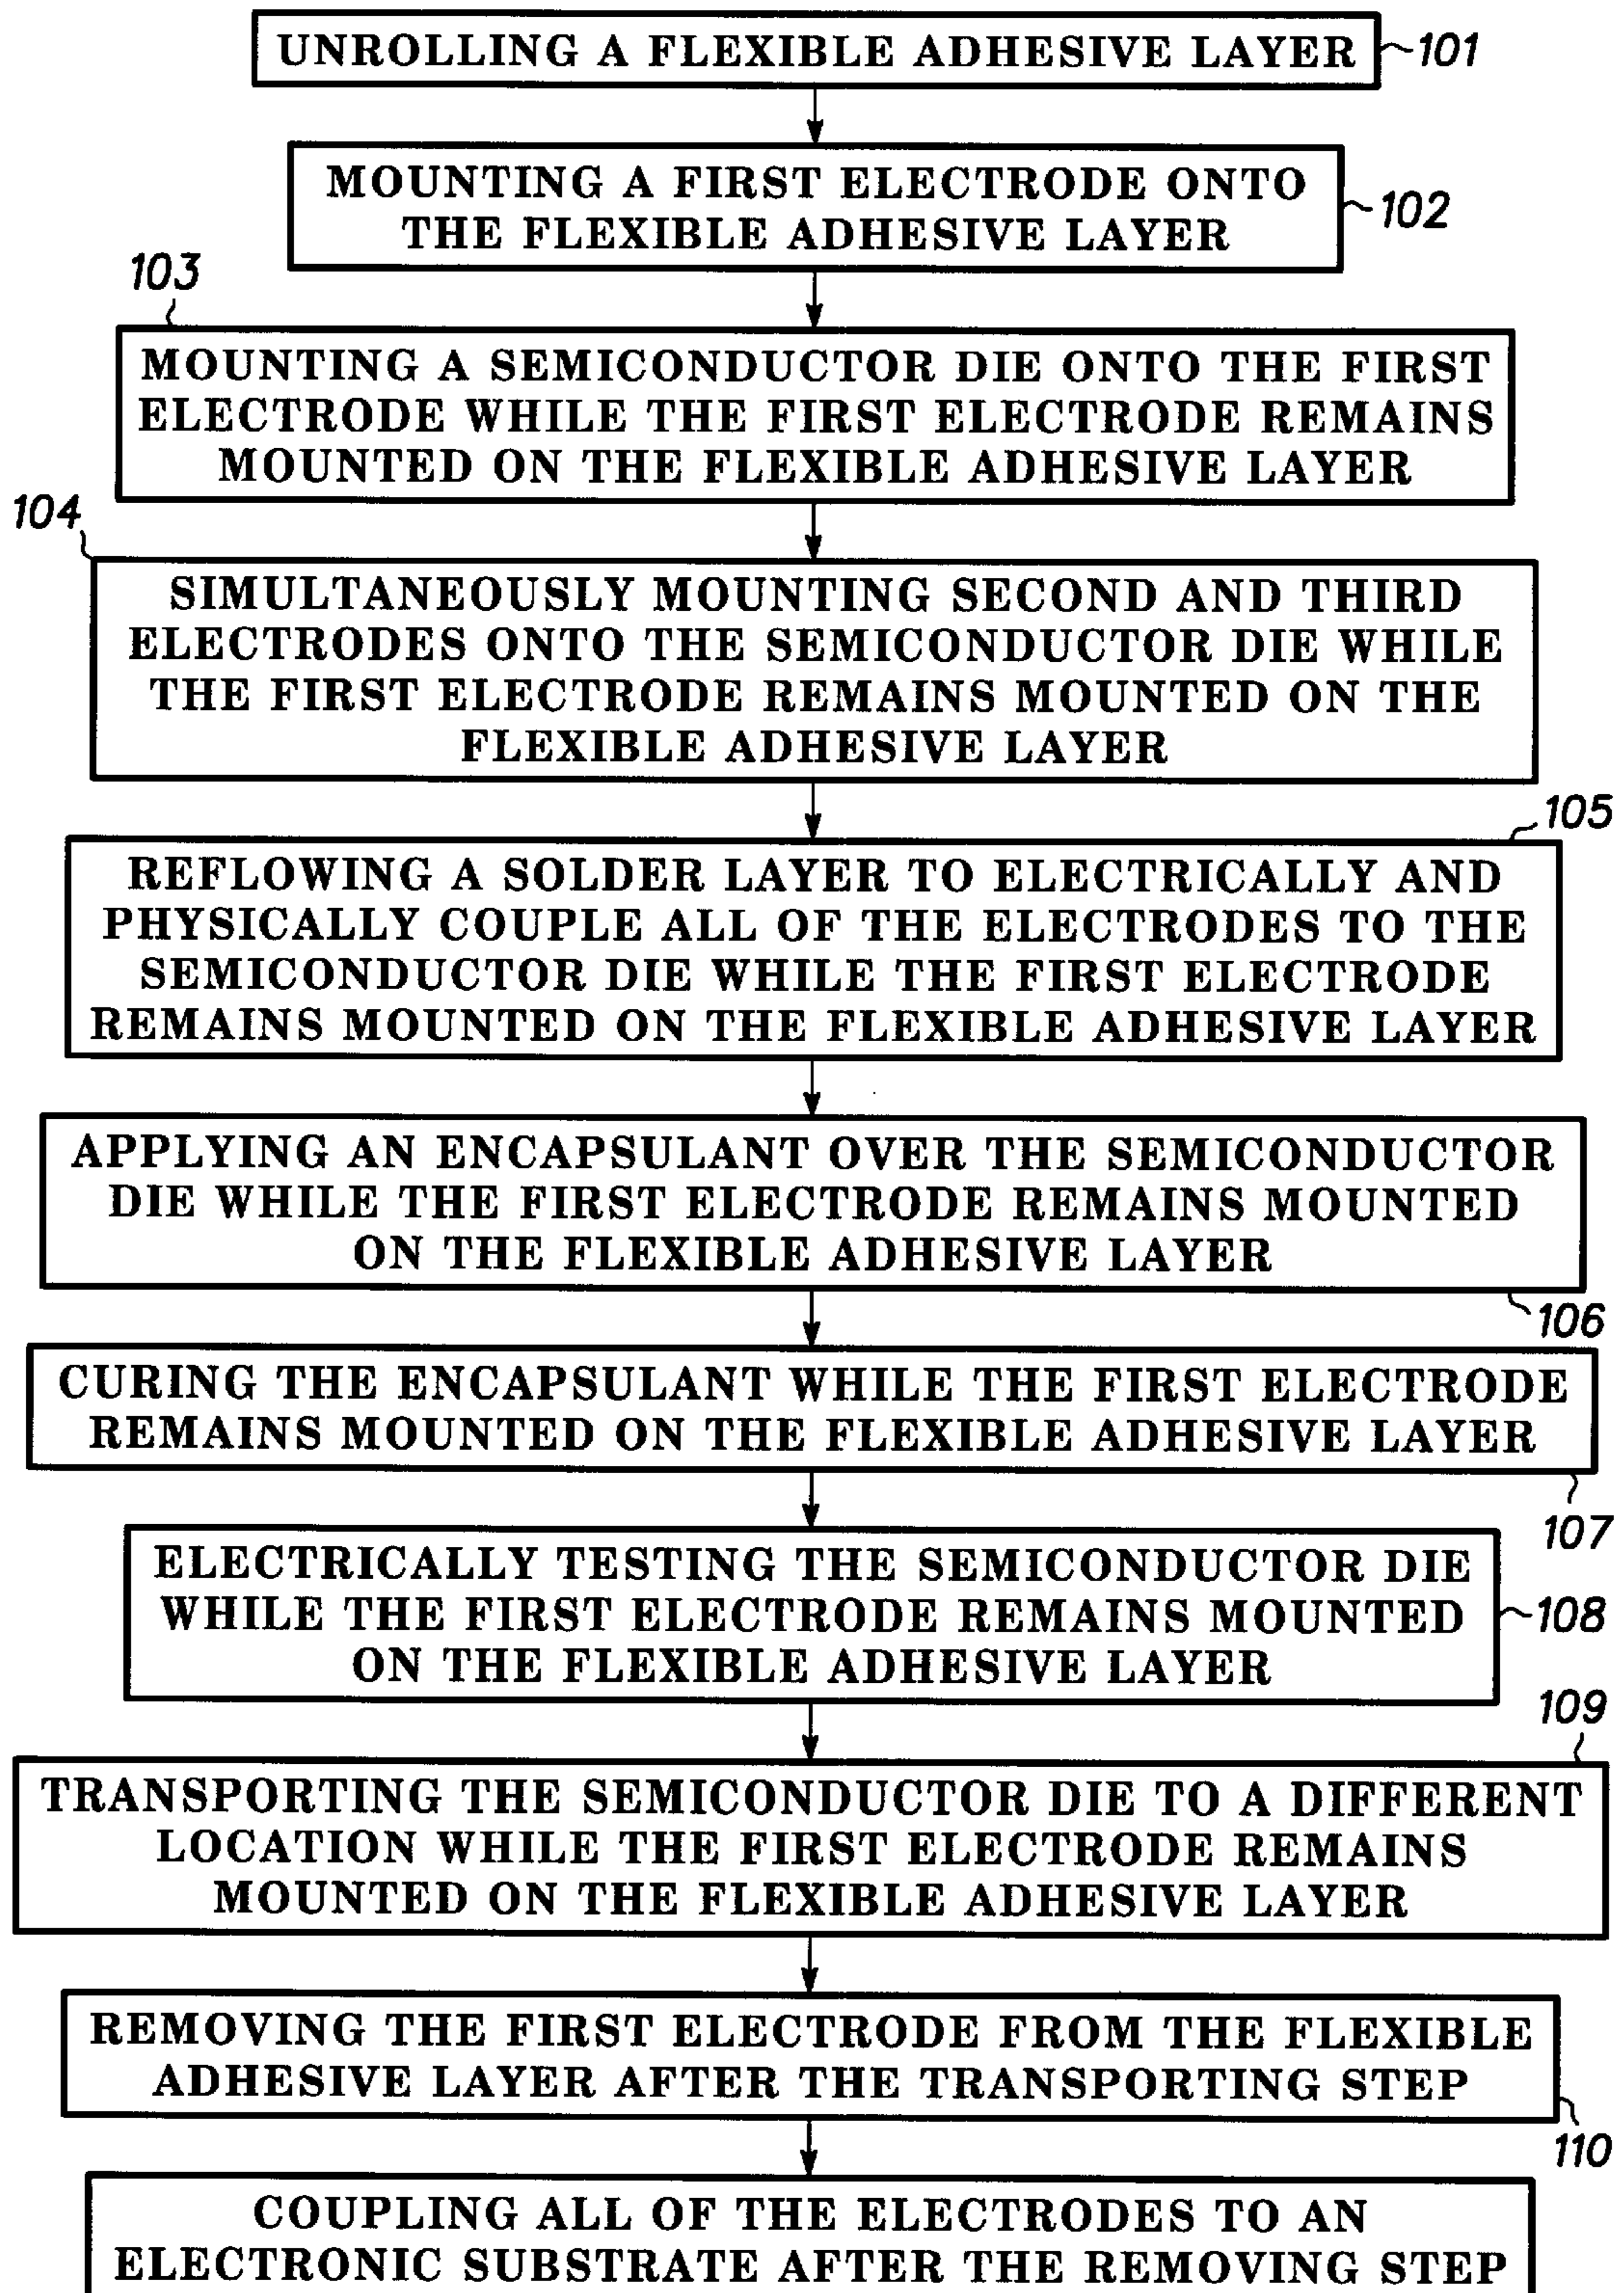 UNROLLING A FLEXIBLE ADHESIVE LAYER
101
MOUNTING A FIRST ELECTRODE ONTO
THE FLEXIBLE ADHESIVE LAYER
102
103
MOUNTING A SEMICONDUCTOR DIE ONTO THE FIRST
ELECTRODE WHILE THE FIRST ELECTRODE REMAINS
MOUNTED ON THE FLEXIBLE ADHESIVE LAYER
104
SIMULTANEOUSLY MOUNTING SECOND AND THIRD
ELECTRODES ONTO THE SEMICONDUCTOR DIE WHILE
THE FIRST ELECTRODE REMAINS MOUNTED ON THE
FLEXIBLE ADHESIVE LAYER
105
REFLOWING A SOLDER LAYER TO ELECTRICALLY AND
PHYSICALLY COUPLE ALL OF THE ELECTRODES TO THE
SEMICONDUCTOR DIE WHILE THE FIRST ELECTRODE
REMAINS MOUNTED ON THE FLEXIBLE ADHESIVE LAYER
APPLYING AN ENCAPSULANT OVER THE SEMICONDUCTOR
DIE WHILE THE FIRST ELECTRODE REMAINS MOUNTED
ON THE FLEXIBLE ADHESIVE LAYER
106
CURING THE ENCAPSULANT WHILE THE FIRST ELECTRODE
REMAINS MOUNTED ON THE FLEXIBLE ADHESIVE LAYER
107
ELECTRICALLY TESTING THE SEMICONDUCTOR DIE
WHILE THE FIRST ELECTRODE REMAINS MOUNTED
ON THE FLEXIBLE ADHESIVE LAYER
108
109
TRANSPORTING THE SEMICONDUCTOR DIE TO A DIFFERENT
LOCATION WHILE THE FIRST ELECTRODE REMAINS
MOUNTED ON THE FLEXIBLE ADHESIVE LAYER
REMOVING THE FIRST ELECTRODE FROM THE FLEXIBLE
ADHESIVE LAYER AFTER THE TRANSPORTING STEP
110
COUPLING ALL OF THE ELECTRODES TO AN
ELECTRONIC SUBSTRATE AFTER THE REMOVING STEP